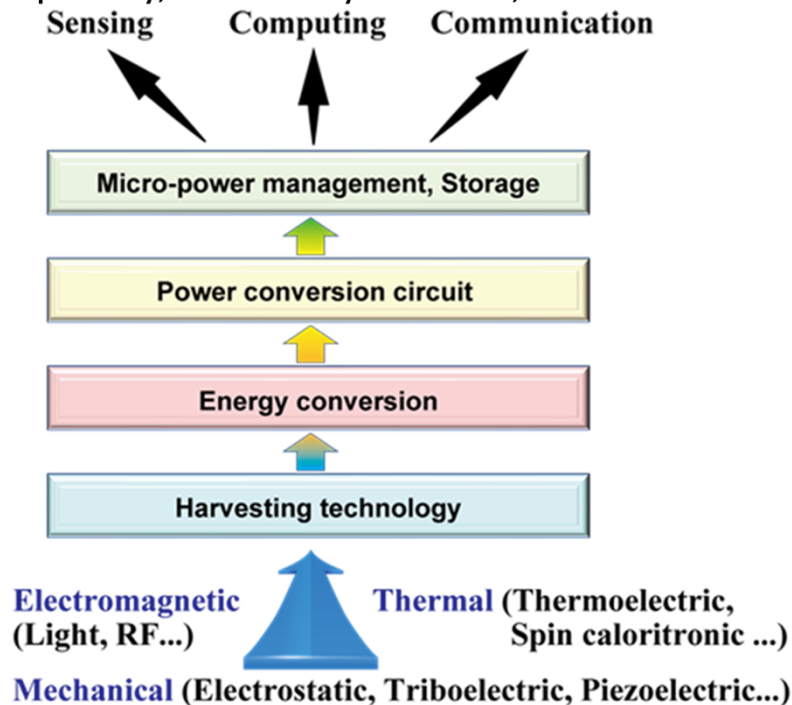 Sensing Computing Communication
Micro-power management, Storage
Power conversion circuit
Energy conversion
Harvesting technology
Electromagnetic
(Light, RF...)
Thermal (Thermoelectric,
Spin caloritronic ...)
Mechanical (Electrostatic, Triboelectric, Piezoelectric...)